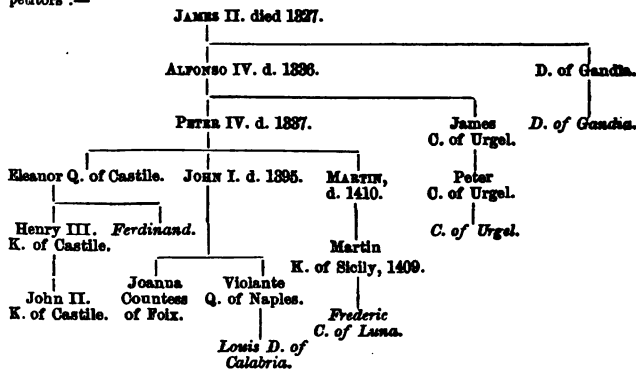 petitors :—
JAMES II. died 1327.
ALFONSO IV. d. 1336.
D. of Gandia.
PETER IV. d. 1337.
James
C. of Urgel.
D. of Gandia.
Eleanor Q. of Castile.
JOHN I. d. 1395.
MARTIN,
d. 1410.
Peter
C. of Urgel.
Henry III.
K. of Castile.
Ferdinand.
Martin
K. of Sicily, 1409.
C. of Urgel.
John II.
K. of Castile.
Joanna
Countess
of Foix.
Violante
Q. of Naples.
Frederic
C. of Luna.
Louis D. of
Calabria.